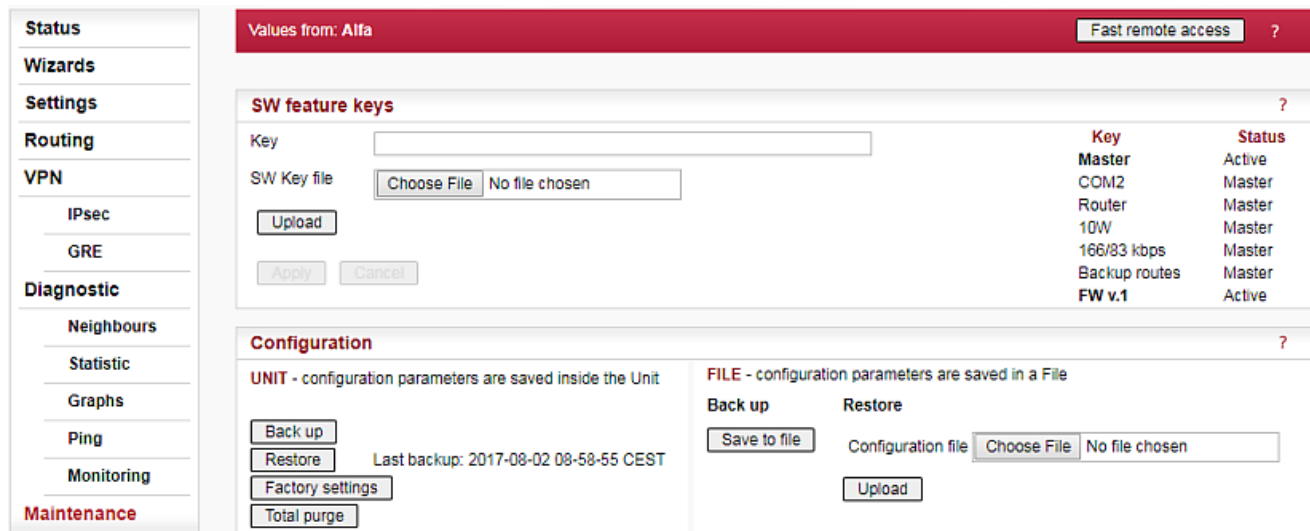 Status
Wizards
Settings
Routing
VPN
IPsec
GRE
Diagnostic
Neighbours
Statistic
Graphs
Ping
Monitoring
Maintenance
Values from: Alfa
Fast remote access ?
SW feature keys ?
Key
SW Key file Choose File No file chosen
Upload
Apply Cancel
Key Status
Master Active
COM2 Master
Router Master
10W Master
166/83 kbps Master
Backup routes Master
FW v.1 Active
Configuration ?
UNIT - configuration parameters are saved inside the Unit
Back up
Restore Last backup: 2017-08-02 08-58-55 CEST
Factory settings
Total purge
FILE - configuration parameters are saved in a File
Back up Restore
Save to file Configuration file Choose File No file chosen
Upload